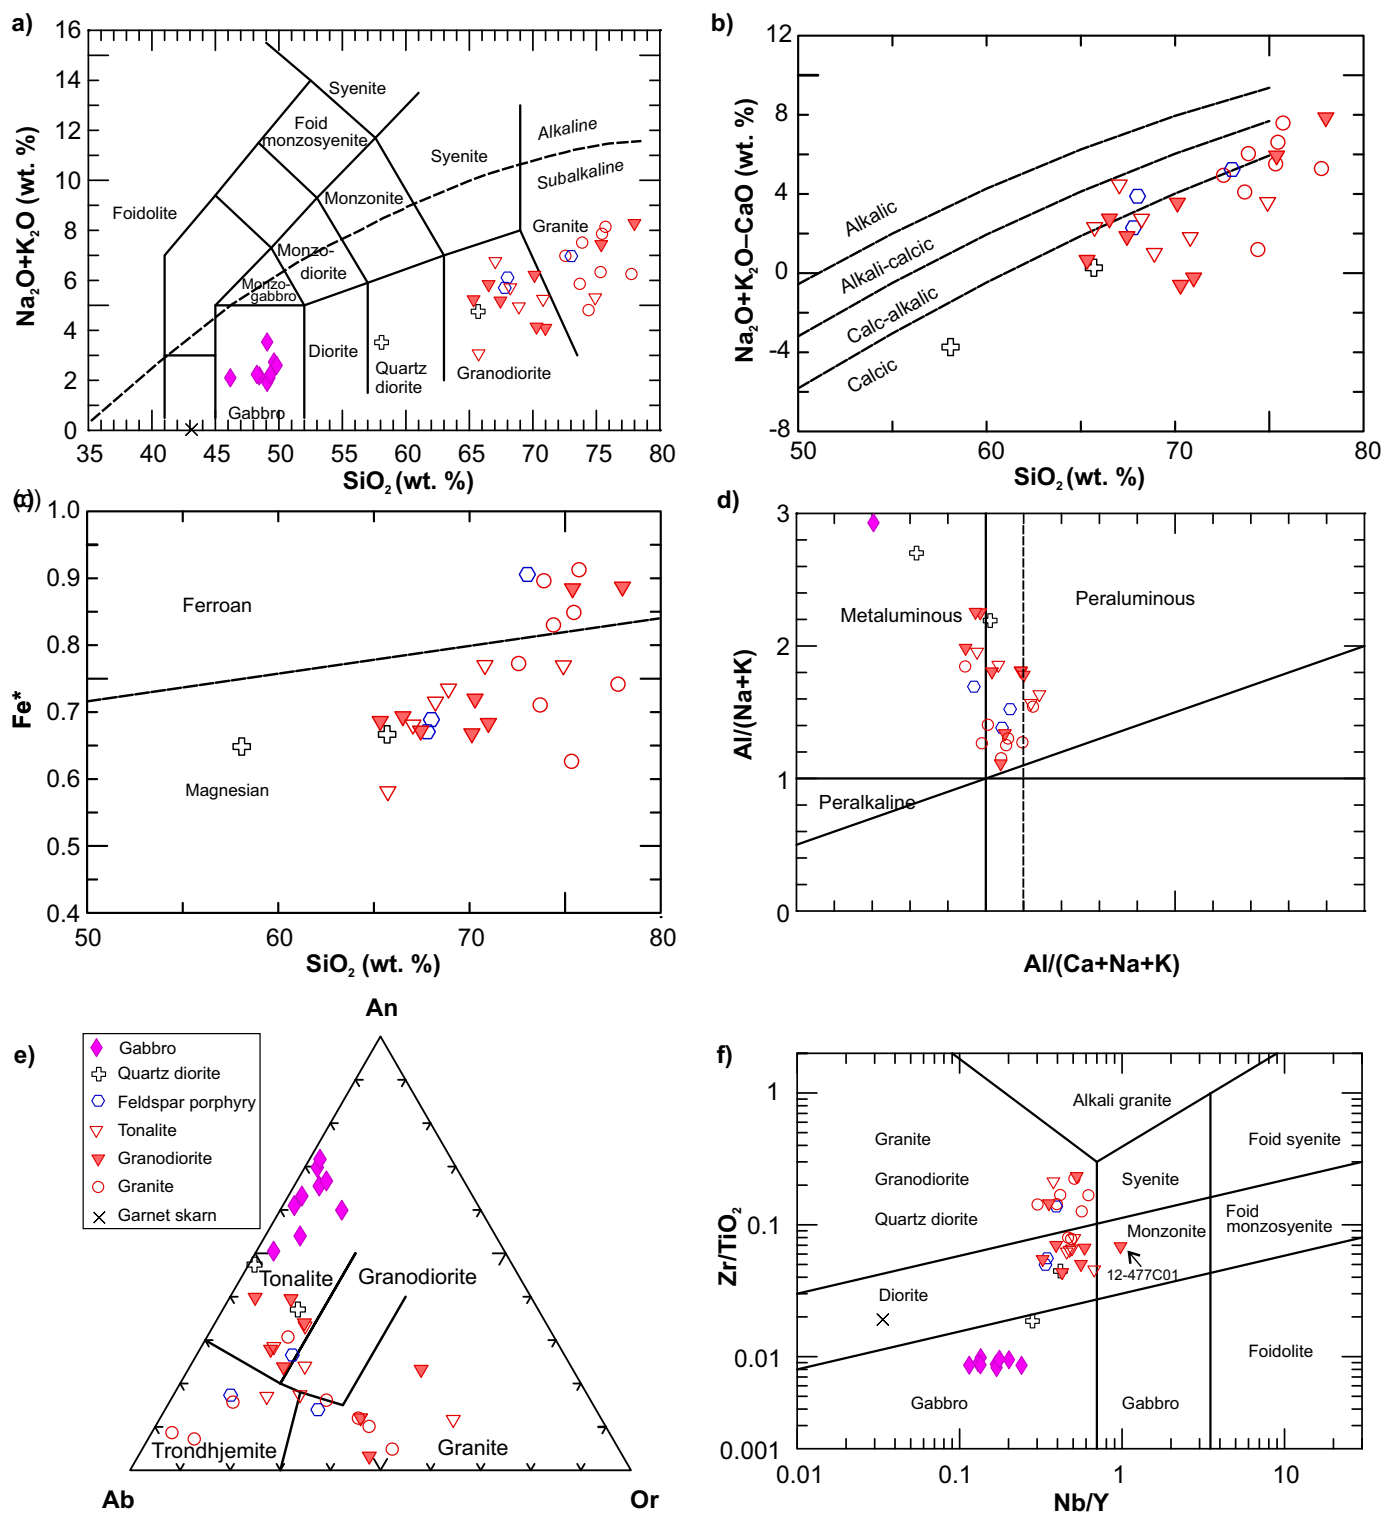 a)
16
14
12
10
8
6
4
2
0
Na2O+K2O (wt. %)
35
40
45
50
55
60
65
70
75
80
SiO2 (wt. %)
Syenite
Foid
monzosyenite
Foidolite
Syenite
Alkaline
Subalkaline
Monzonite
Granite
Monzo-
diorite
Monzo-
gabbro
Diorite
Quartz
diorite
Granodiorite
Gabbro
b)
12
8
4
0
-4
-8
Na2O+K2O–CaO (wt. %)
50
60
70
80
SiO2 (wt. %)
Alkalic
Alkali-calcic
Calc-alkalic
Calcic
c)
1.0
0.9
0.8
0.7
0.6
0.5
0.4
Fe*
50
60
70
80
SiO2 (wt. %)
Ferroan
Magnesian
d)
3
2
1
0
Al/(Na+K)
Al/(Ca+Na+K)
Metaluminous
Peraluminous
Peralkaline
e)
An
Ab
Or
Gabbro
Quartz diorite
Feldspar porphyry
Tonalite
Granodiorite
Granite
Garnet skarn
Tonalite
Granodiorite
Trondhjemite
Granite
f)
1
0.1
0.01
0.001
Zr/TiO2
0.01
0.1
1
10
Nb/Y
Alkali granite
Granite
Granodiorite
Quartz diorite
Syenite
Foid syenite
Monzonite
Foid
monzosyenite
12-477C01
Diorite
Foidolite
Gabbro
Gabbro